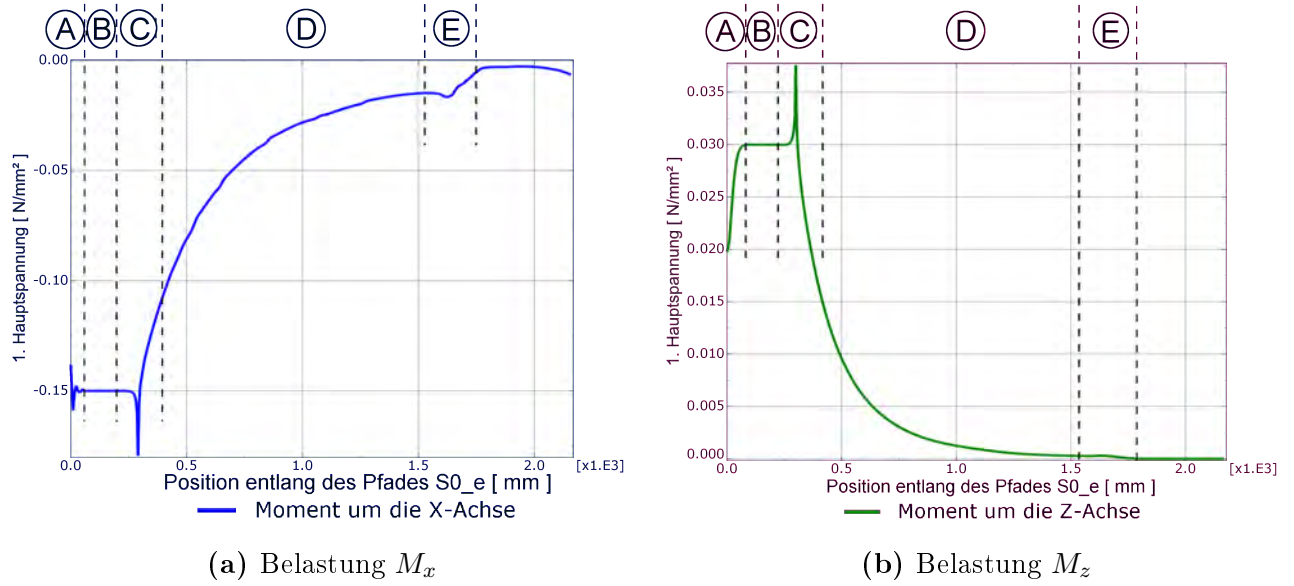 A B C D E
0.00
-0.05
-0.10
-0.15
1. Hauptspannung [ N/mm² ]
0.0 0.5 1.0 1.5 2.0 [x1.E3]
Position entlang des Pfades S0_e [ mm ]
Moment um die X-Achse
(a) Belastung Mx
A B C D E
0.035
0.030
0.025
0.020
0.015
0.010
0.005
0.000
1. Hauptspannung [ N/mm² ]
0.0 0.5 1.0 1.5 2.0 [x1.E3]
Position entlang des Pfades S0_e [ mm ]
Moment um die Z-Achse
(b) Belastung Mz